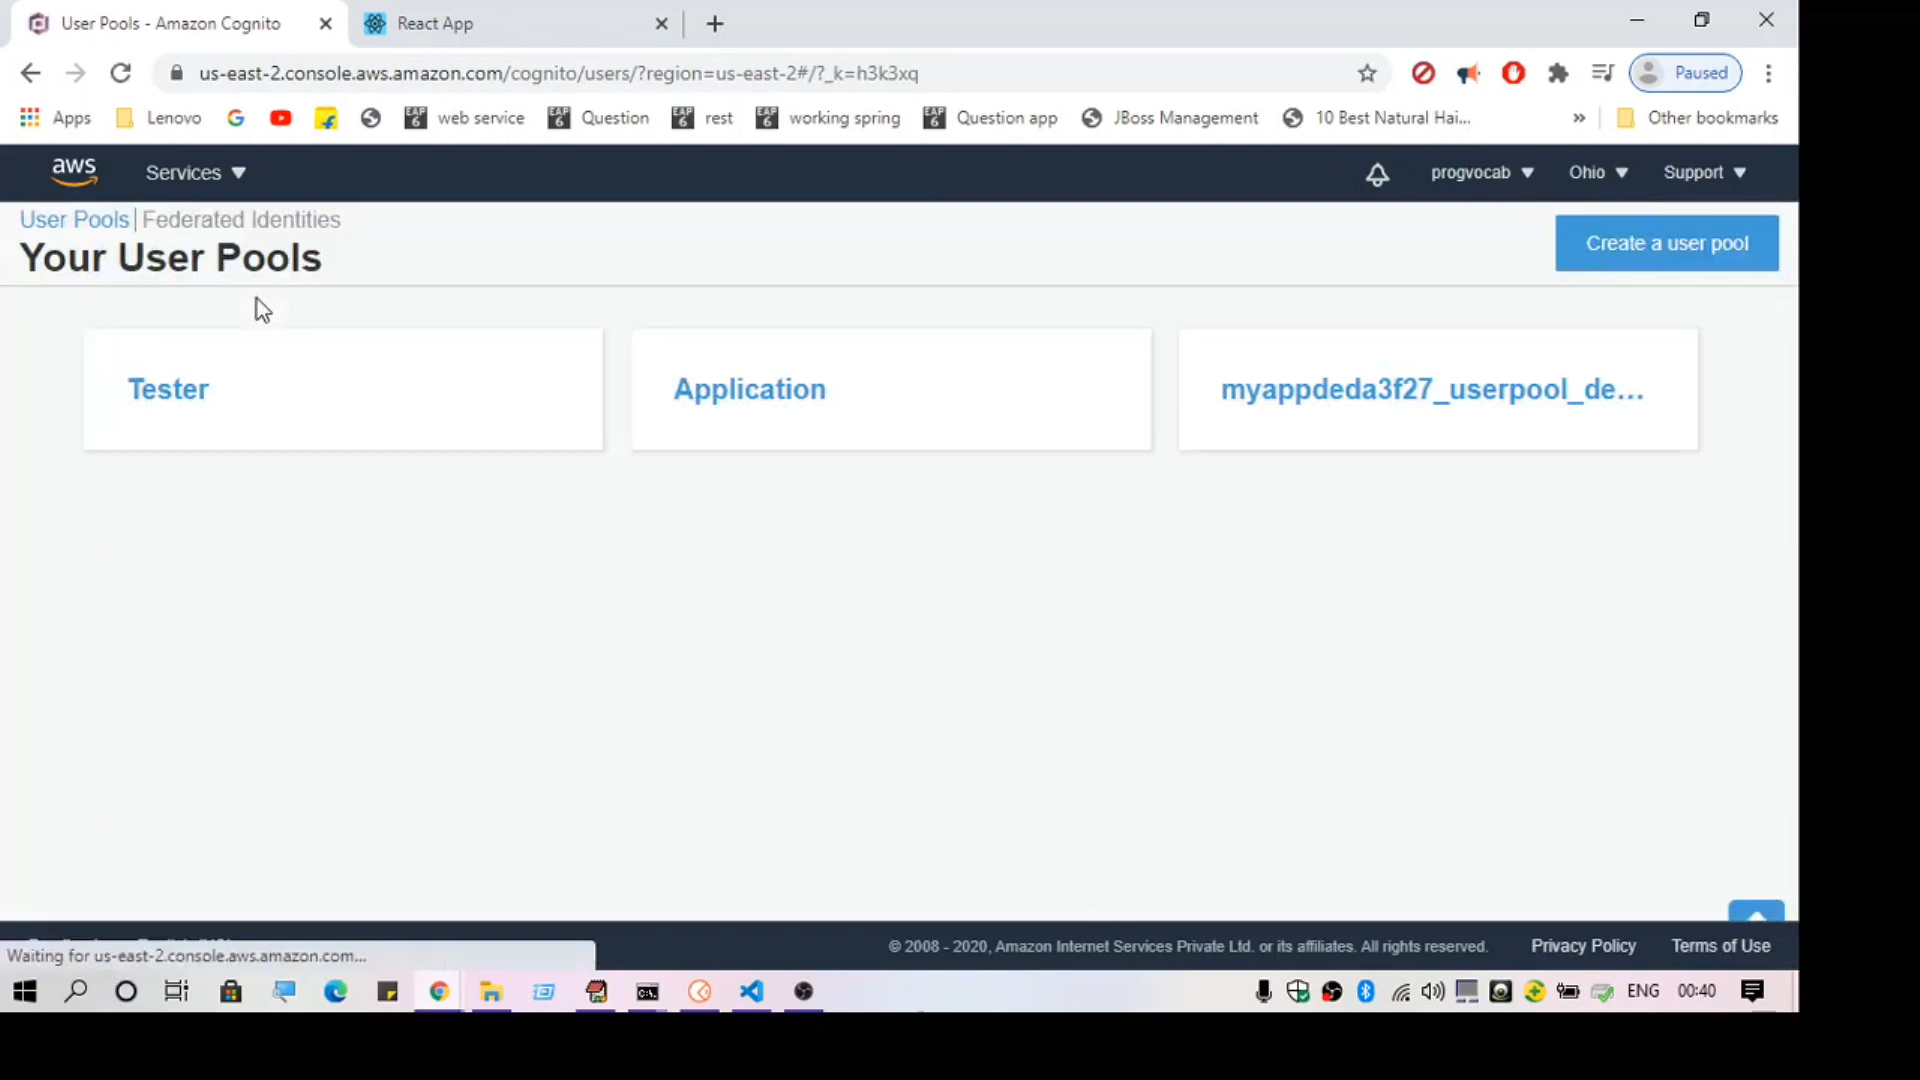 User Pools - Amazon Cognito
React App
us-east-2.console.aws.amazon.com/cognito/users/?region=us-east-2#/?_k=h3k3xq
Paused
Apps
Lenovo
web service
Question
rest
working spring
Question app
JBoss Management
10 Best Natural Hai...
»
Other bookmarks
aws
Services
progvocab
Ohio
Support
User Pools | Federated Identities
Your User Pools
Create a user pool
Tester
Application
myappdeda3f27_userpool_de...
Waiting for us-east-2.console.aws.amazon.com...
© 2008 - 2020, Amazon Internet Services Private Ltd. or its affiliates. All rights reserved.
Privacy Policy
Terms of Use
ENG
00:40